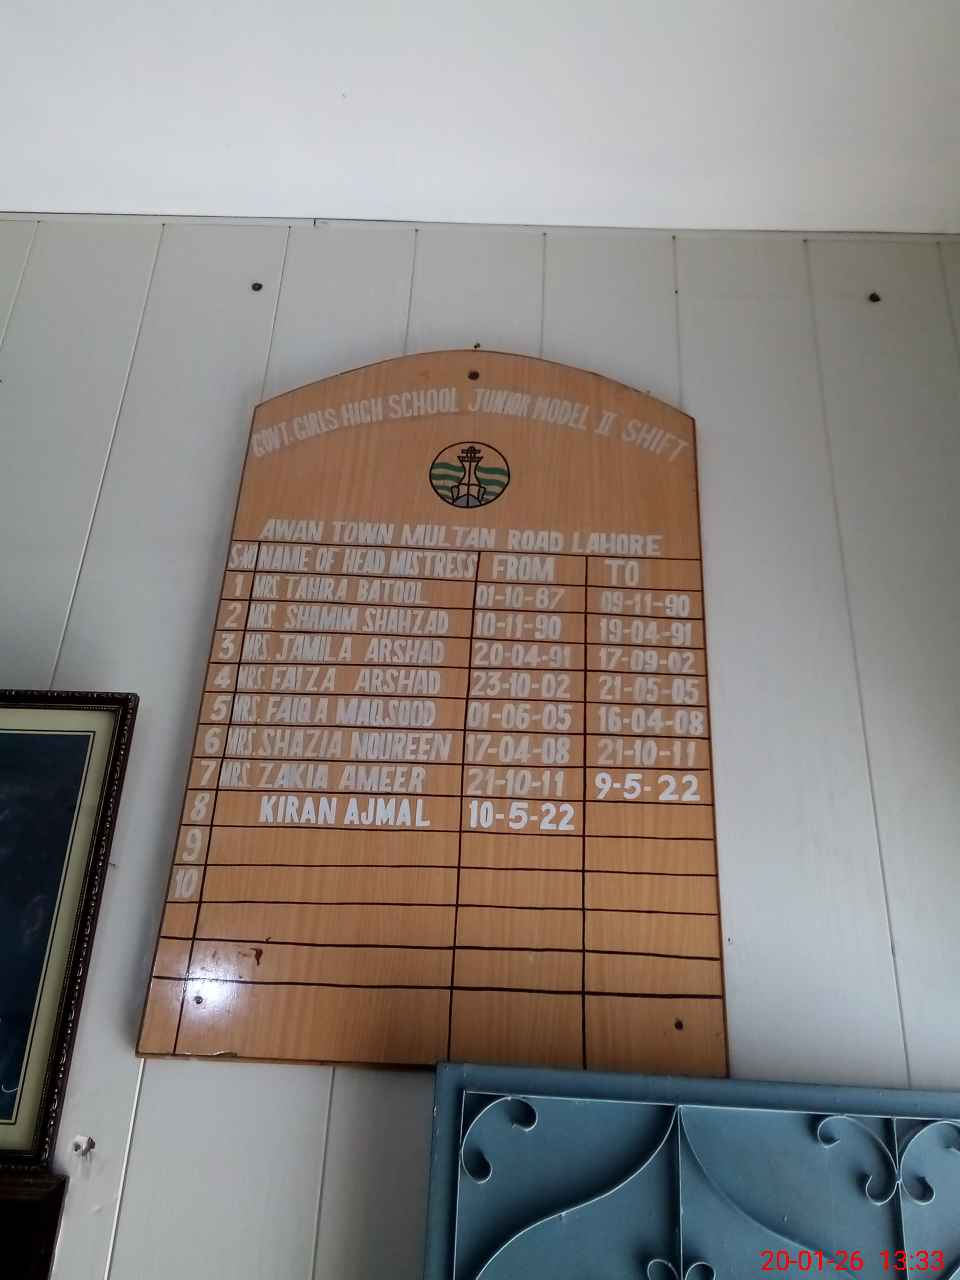 GOVT. GIRLS HIGH SCHOOL JUNIOR MODEL II SHIFT
AWAN TOWN MULTAN ROAD LAHORE
S.N NAME OF HEAD MISTRESS FROM TO
1 MRS. TAHIRA BATOOL 01-10-87 09-11-90
2 MRS. SHAMIM SHAHZAD 10-11-90 19-04-91
3 MRS. JAMILA ARSHAD 20-04-91 17-09-02
4 MRS. FAIZA ARSHAD 23-10-02 21-05-05
5 MRS. FAIQA MAQSOOD 01-06-05 16-04-08
6 MRS. SHAZIA NOUREEN 17-04-08 21-10-11
7 MRS. ZAKIA AMEER 21-10-11 9-5-22
8 KIRAN AJMAL 10-5-22
9
10
20-01-26 13:33